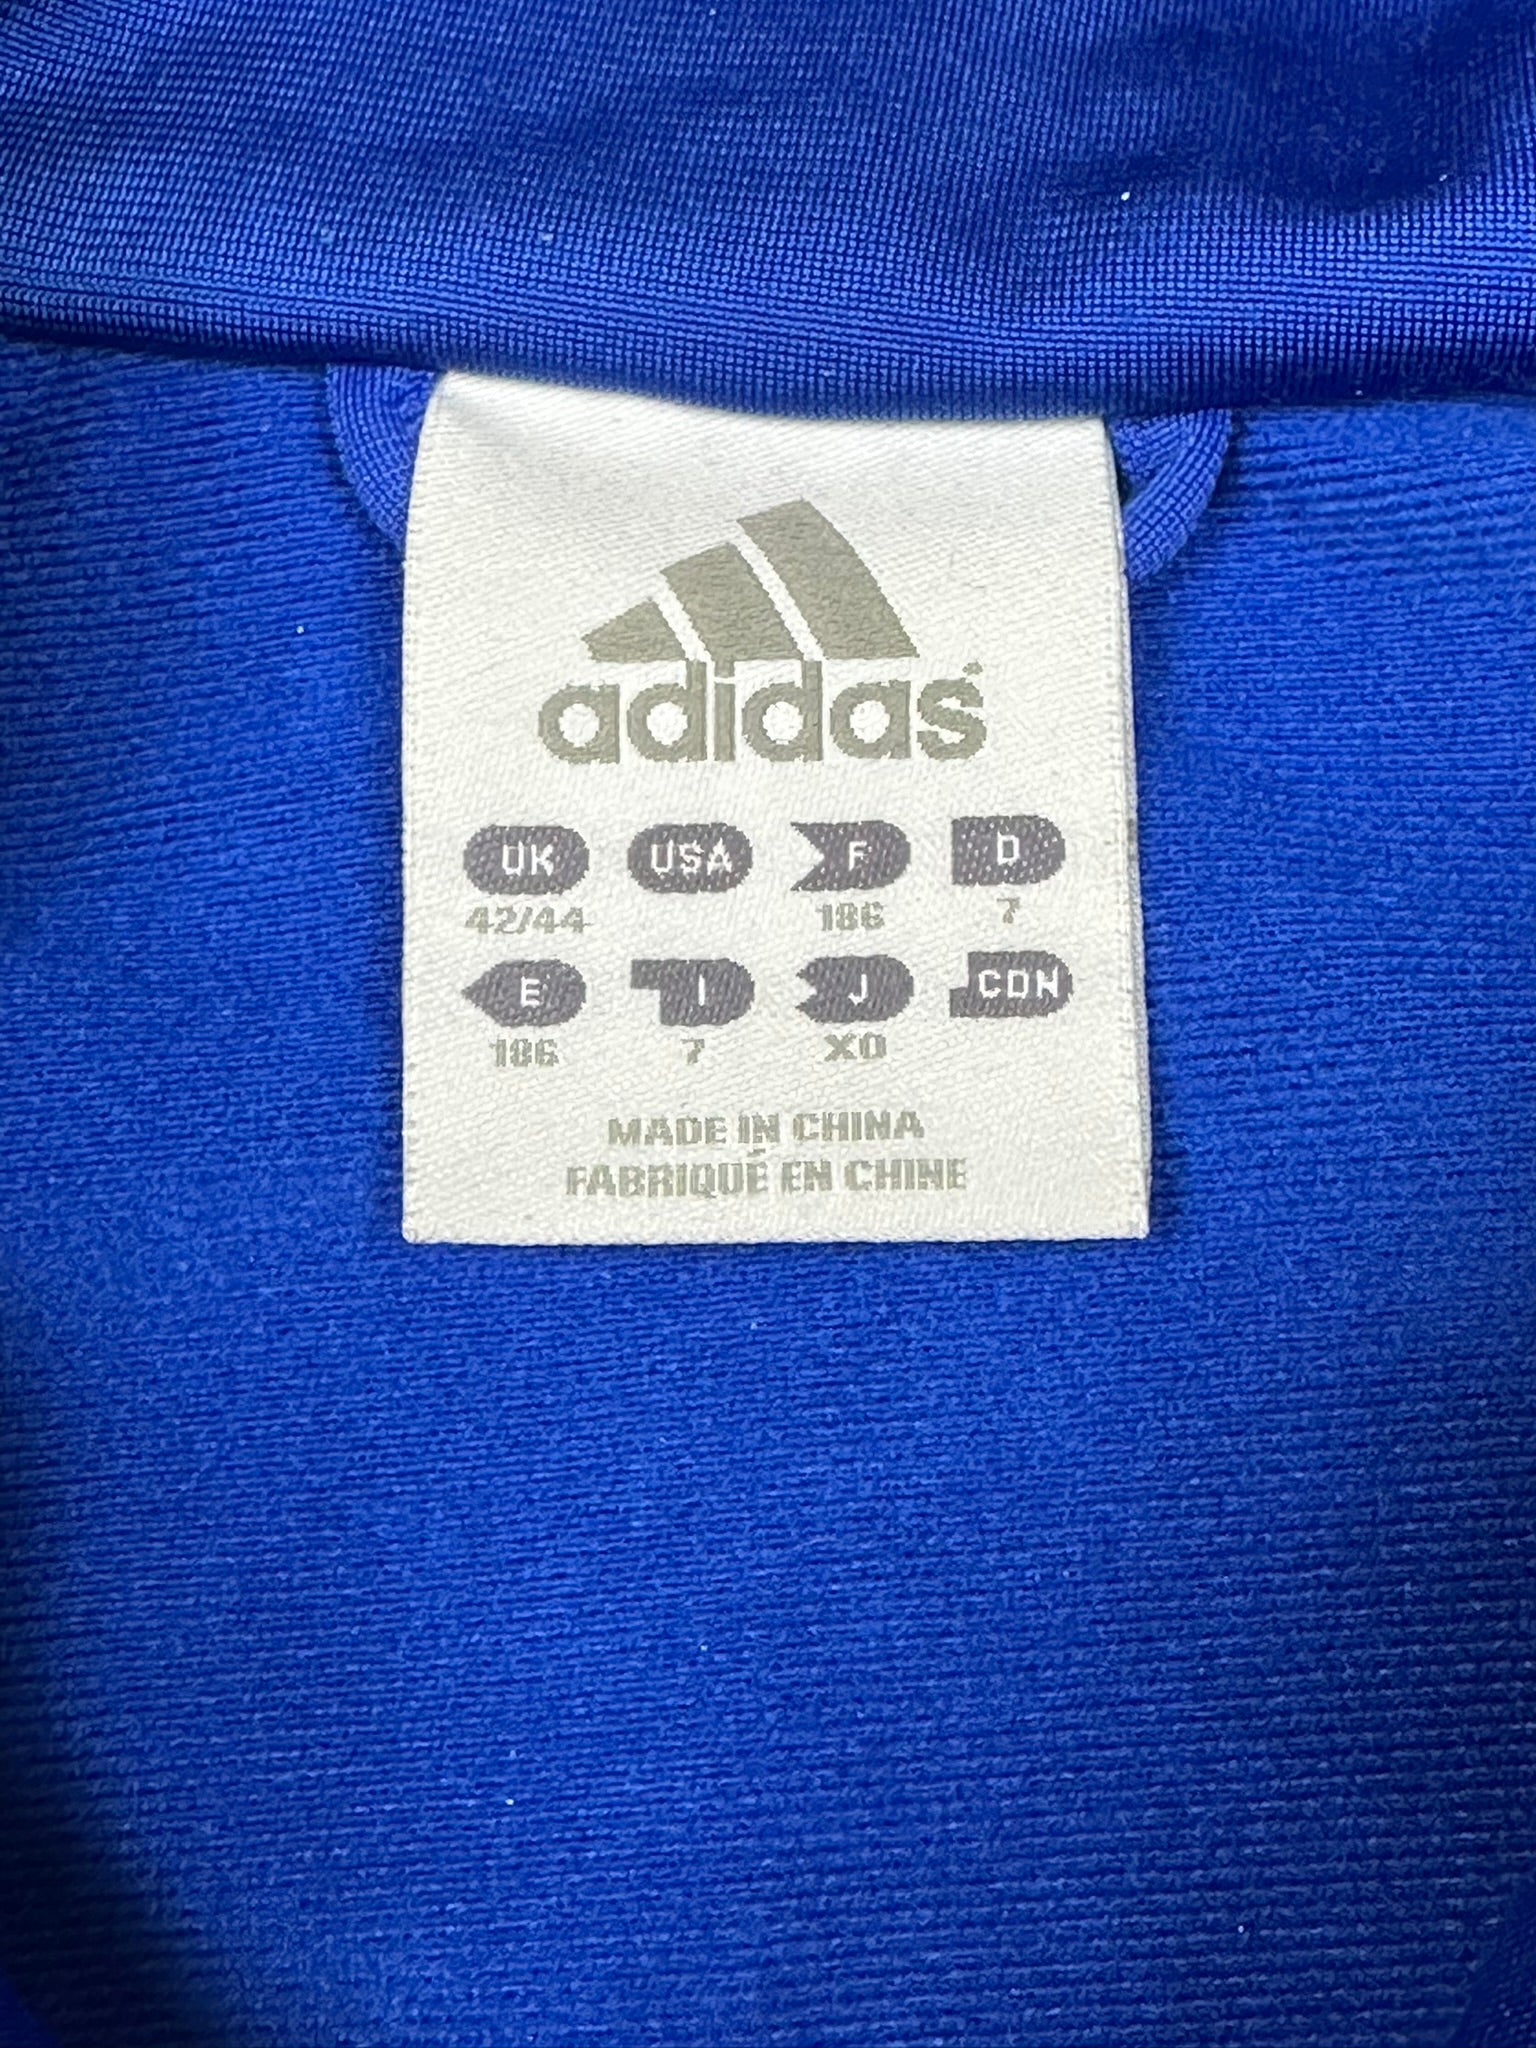 adidas
UK USA F D
42/44 186 7
E I J CDN
186 7 XO
MADE IN CHINA
FABRIQUÉ EN CHINE